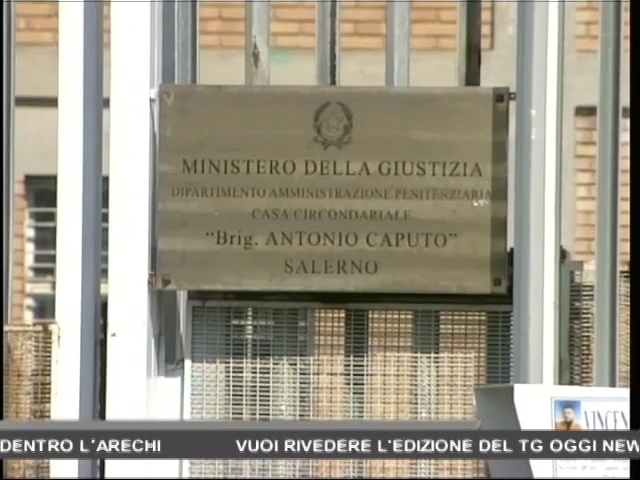 MINISTERO DELLA GIUSTIZIA
DIPARTIMENTO AMMINISTRAZIONE PENITENZIARIA
CASA CIRCONDARIALE
“Brig. ANTONIO CAPUTO”
SALERNO
DENTRO L'ARECHI VUOI RIVEDERE L'EDIZIONE DEL TG OGGI NEW